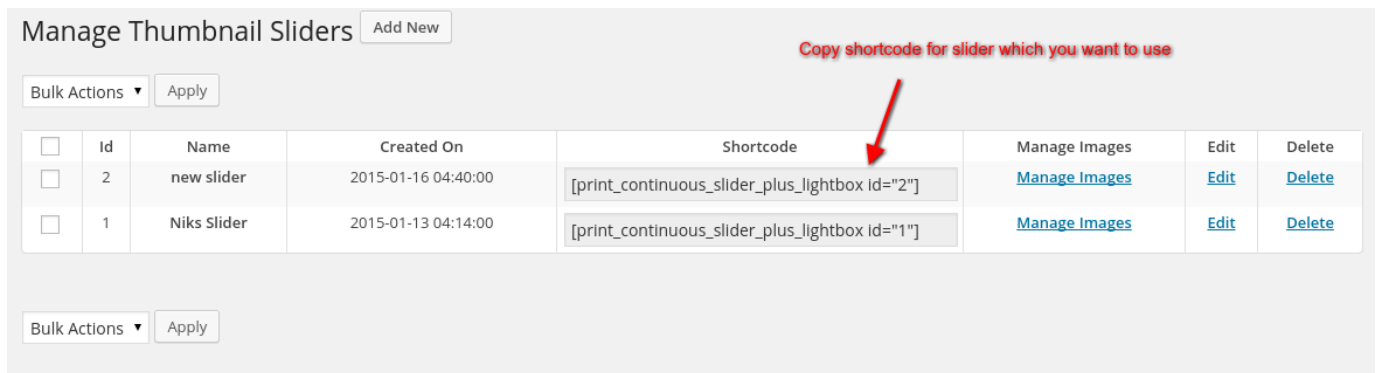 Manage Thumbnail Sliders Add New
Copy shortcode for slider which you want to use
Bulk Actions Apply
Id Name Created On Shortcode Manage Images Edit Delete
2 new slider 2015-01-16 04:40:00 [print_continuous_slider_plus_lightbox id="2"] Manage Images Edit Delete
1 Niks Slider 2015-01-13 04:14:00 [print_continuous_slider_plus_lightbox id="1"] Manage Images Edit Delete
Bulk Actions Apply